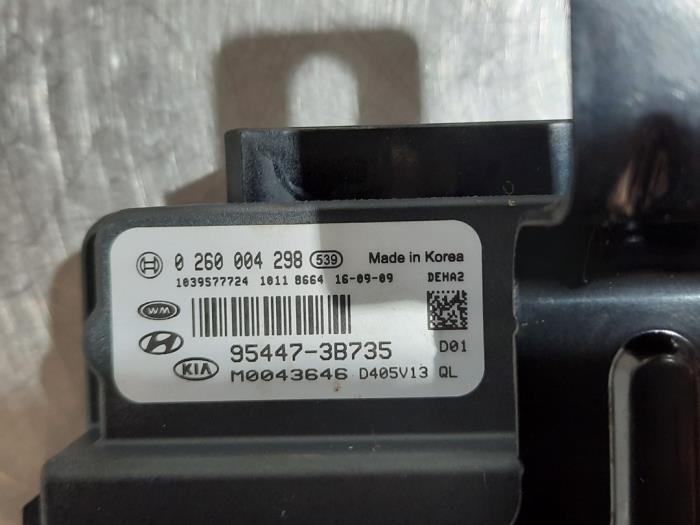 0 260 004 298 539 Made in Korea
1039S77724 1011 8664 16-09-09 DEHA2
WM
95447-3B735 D01
KIA M0043646 D405V13 QL